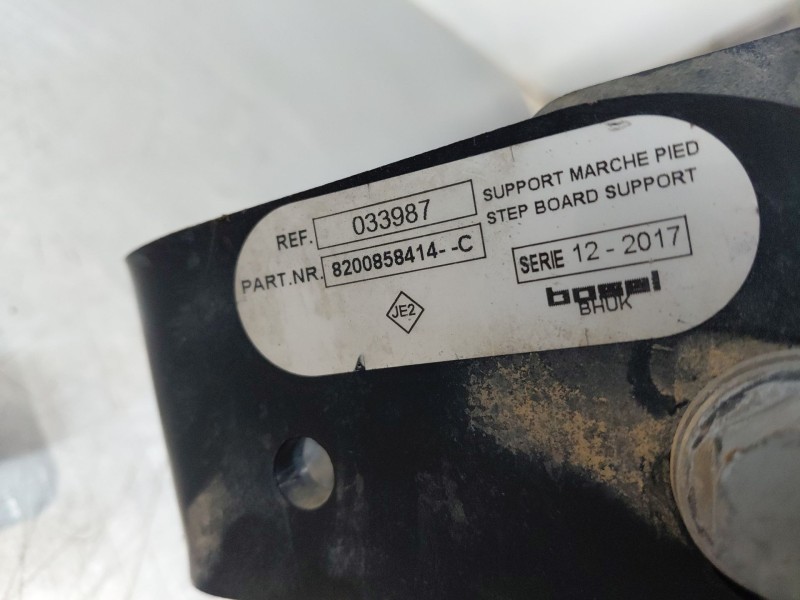 REF. 033987
PART.NR. 8200858414--C
SUPPORT MARCHE PIED
STEP BOARD SUPPORT
SERIE 12-2017
JE2
bosal
BHUK